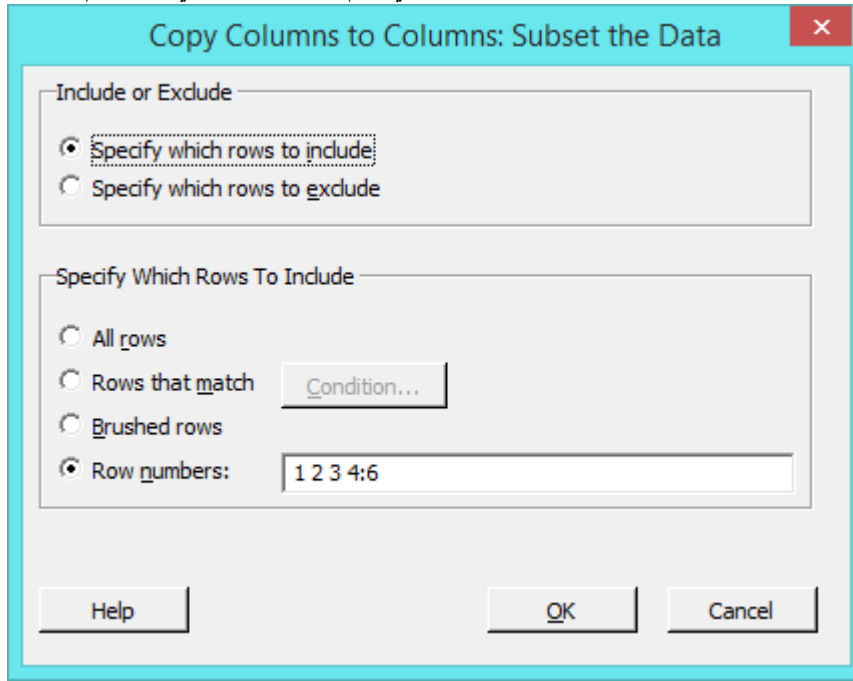 Copy Columns to Columns: Subset the Data
Include or Exclude
Specify which rows to include
Specify which rows to exclude
Specify Which Rows To Include
All rows
Rows that match Condition...
Brushed rows
Row numbers: 1 2 3 4:6
Help OK Cancel